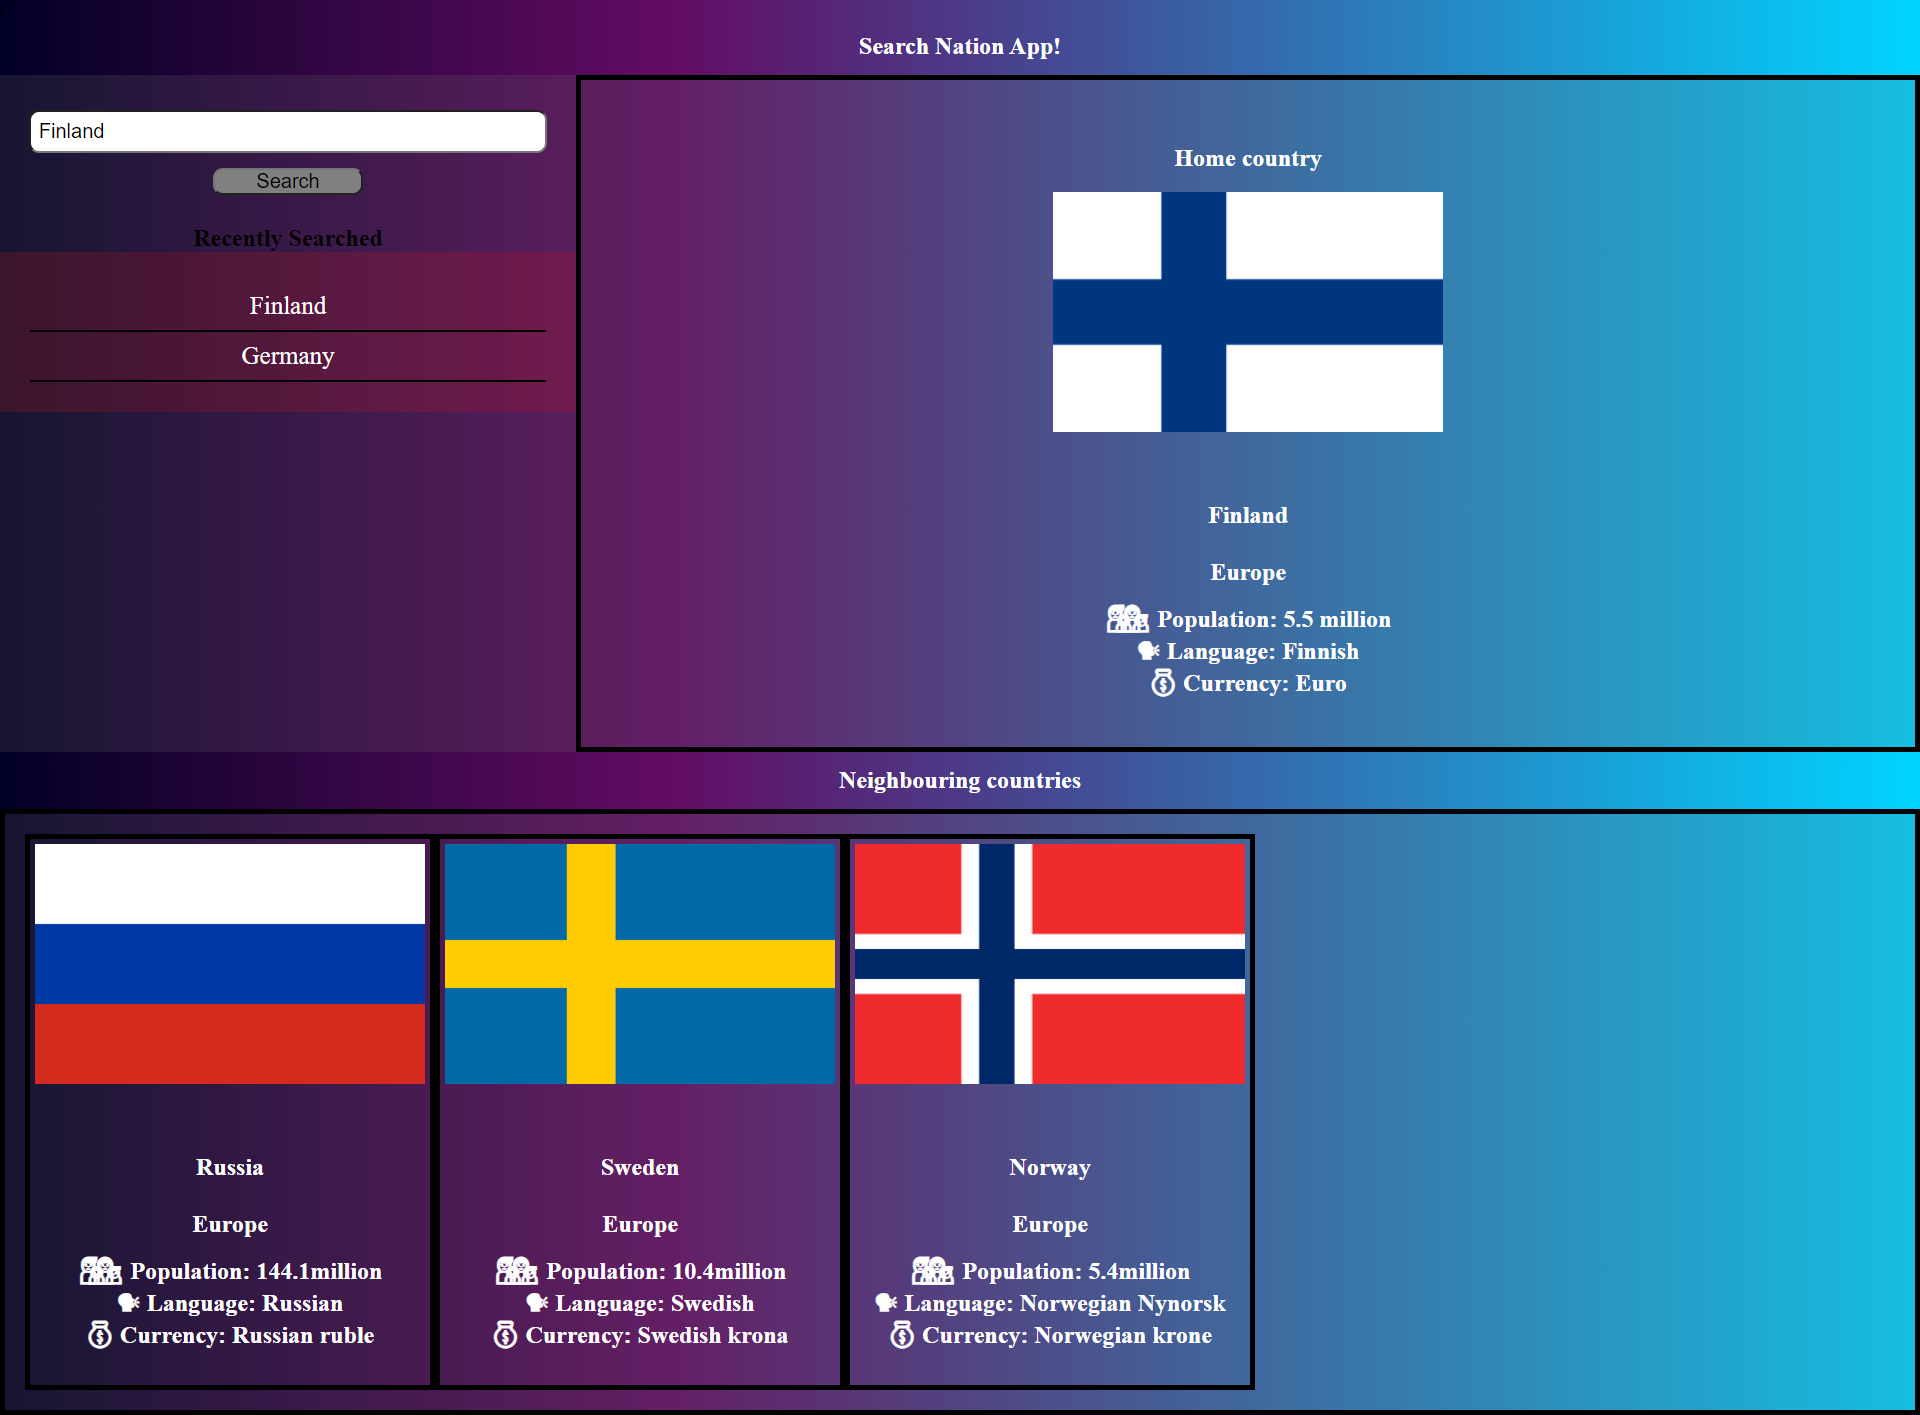 Search Nation App!
Finland
Search
Recently Searched
Finland
Germany
Home country
Finland
Europe
Population: 5.5 million
Language: Finnish
Currency: Euro
Neighbouring countries
Russia
Europe
Population: 144.1million
Language: Russian
Currency: Russian ruble
Sweden
Europe
Population: 10.4million
Language: Swedish
Currency: Swedish krona
Norway
Europe
Population: 5.4million
Language: Norwegian Nynorsk
Currency: Norwegian krone